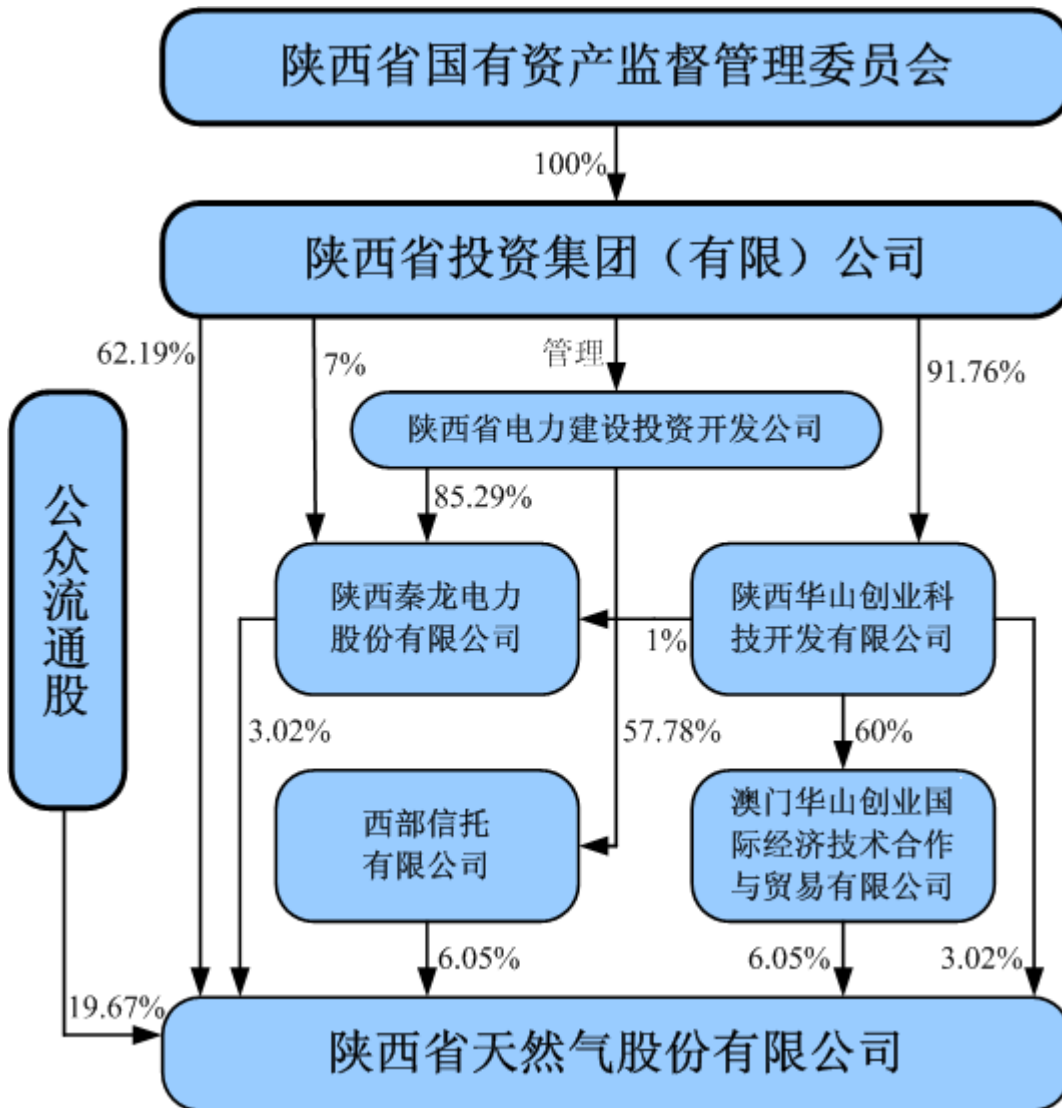 陕西省国有资产监督管理委员会
100%
陕西省投资集团（有限）公司
62.19%
7%
管理
91.76%
陕西省电力建设投资开发公司
85.29%
公众流通股
陕西秦龙电力
股份有限公司
1%
陕西华山创业科
技开发有限公司
3.02%
57.78%
60%
西部信托
有限公司
澳门华山创业国
际经济技术合作
与贸易有限公司
6.05%
6.05%
3.02%
19.67%
陕西省天然气股份有限公司